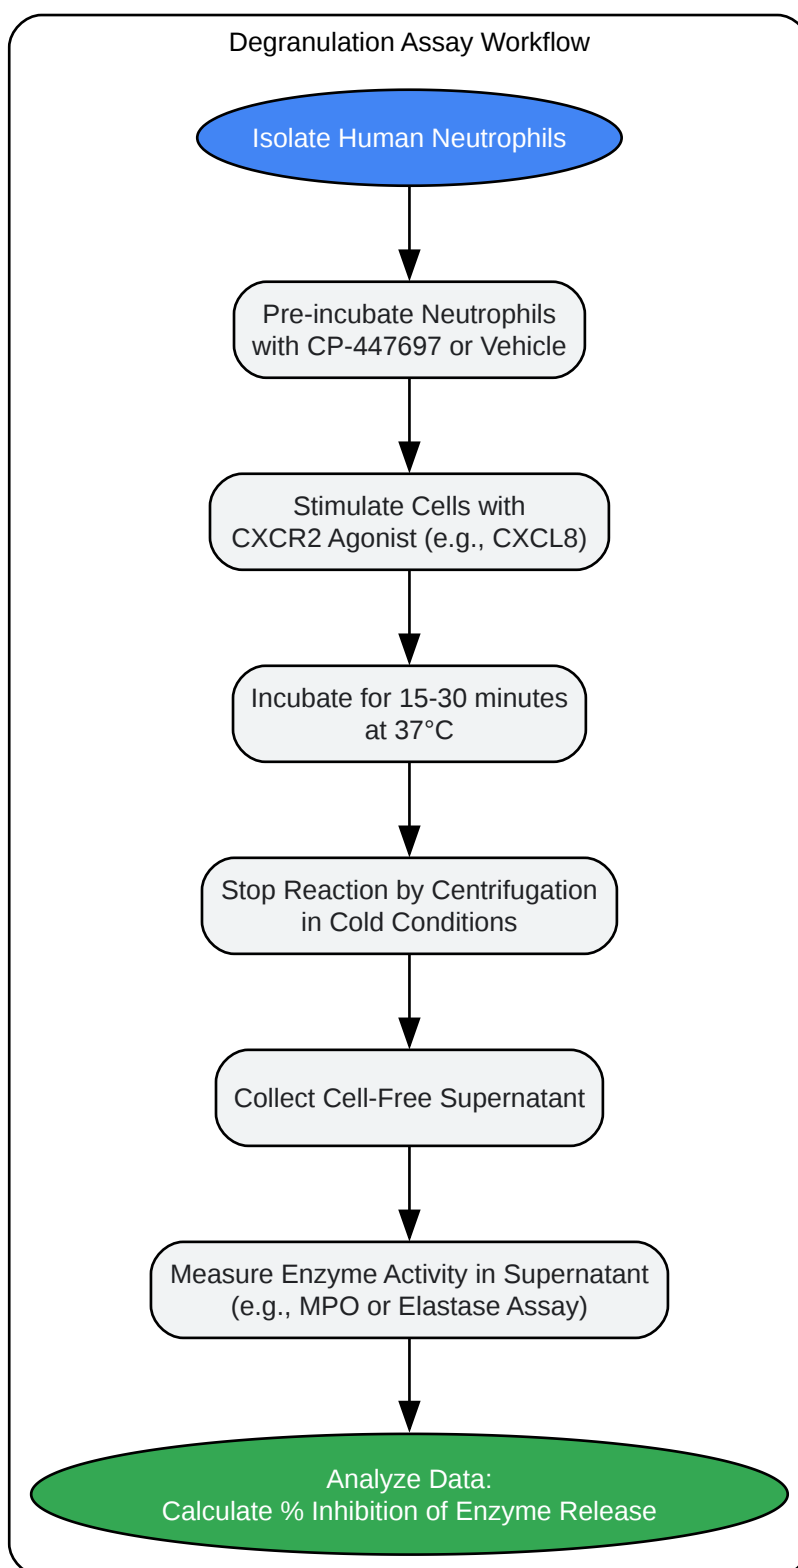 Degranulation Assay Workflow
Isolate Human Neutrophils
Pre-incubate Neutrophils
with CP-447697 or Vehicle
Stimulate Cells with
CXCR2 Agonist (e.g., CXCL8)
Incubate for 15-30 minutes
at 37°C
Stop Reaction by Centrifugation
in Cold Conditions
Collect Cell-Free Supernatant
Measure Enzyme Activity in Supernatant
(e.g., MPO or Elastase Assay)
Analyze Data:
Calculate % Inhibition of Enzyme Release